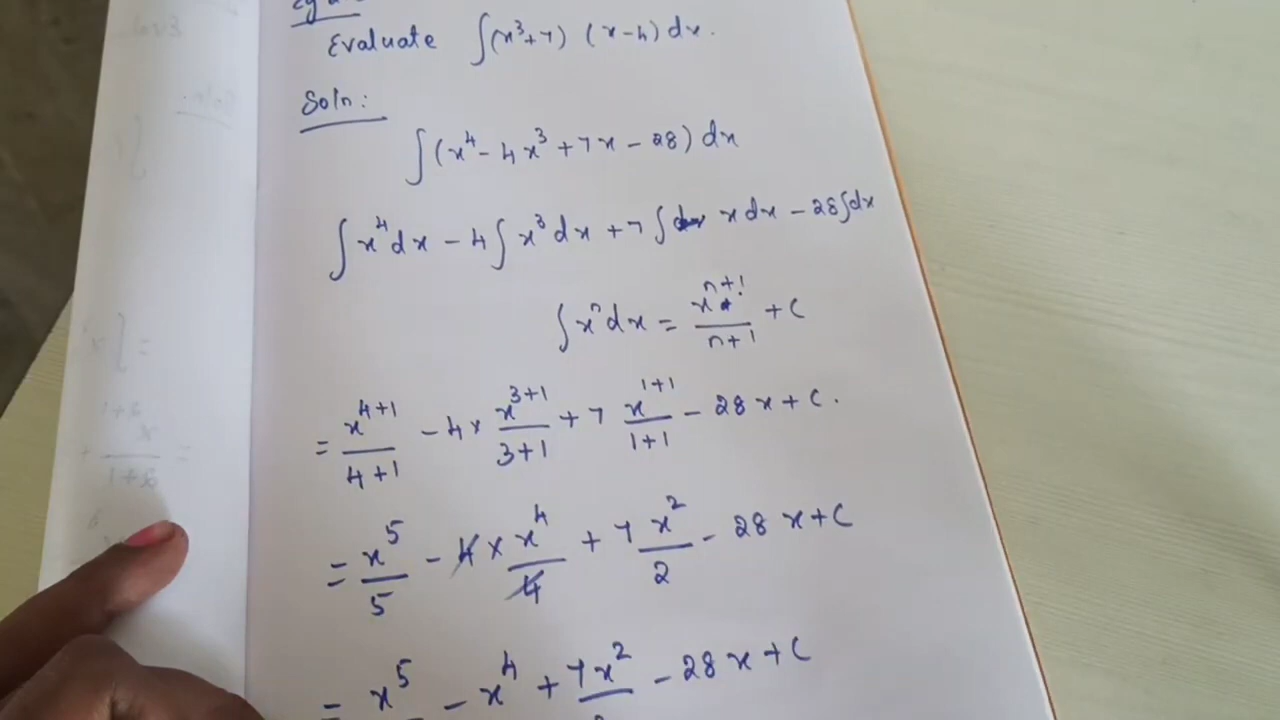 Evaluate ∫(x³+7) (x-4) dx.
Soln:
∫(x⁴ - 4x³ + 7x - 28) dx
∫x⁴dx - 4∫x³dx + 7∫ x dx - 28∫dx
∫xⁿdx = xⁿ⁺¹/n+1 + C
= x⁴⁺¹/4+1 - 4 × x³⁺¹/3+1 + 7 x¹⁺¹/1+1 - 28x + C.
= x⁵/5 - 4 × x⁴/4 + 7x²/2 - 28x + C
= x⁵ - x⁴ + 7x² - 28x + C